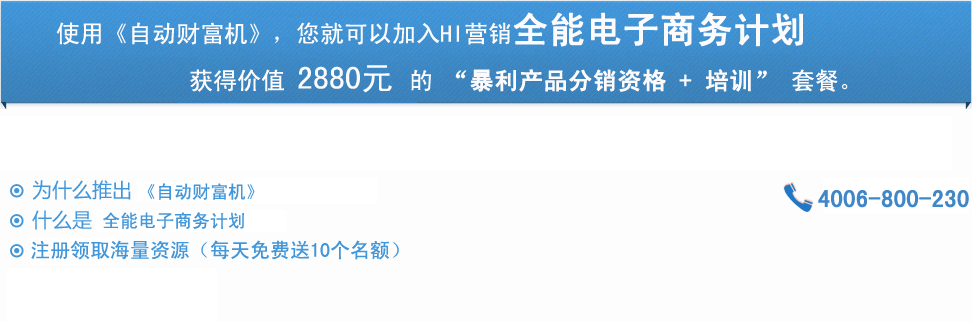 使用《自动财富机》，您就可以加入HI营销全能电子商务计划
获得价值 2880元 的 “暴利产品分销资格 + 培训” 套餐。
为什么推出 《自动财富机》
4006-800-230
什么是 全能电子商务计划
注册领取海量资源（每天免费送10个名额）